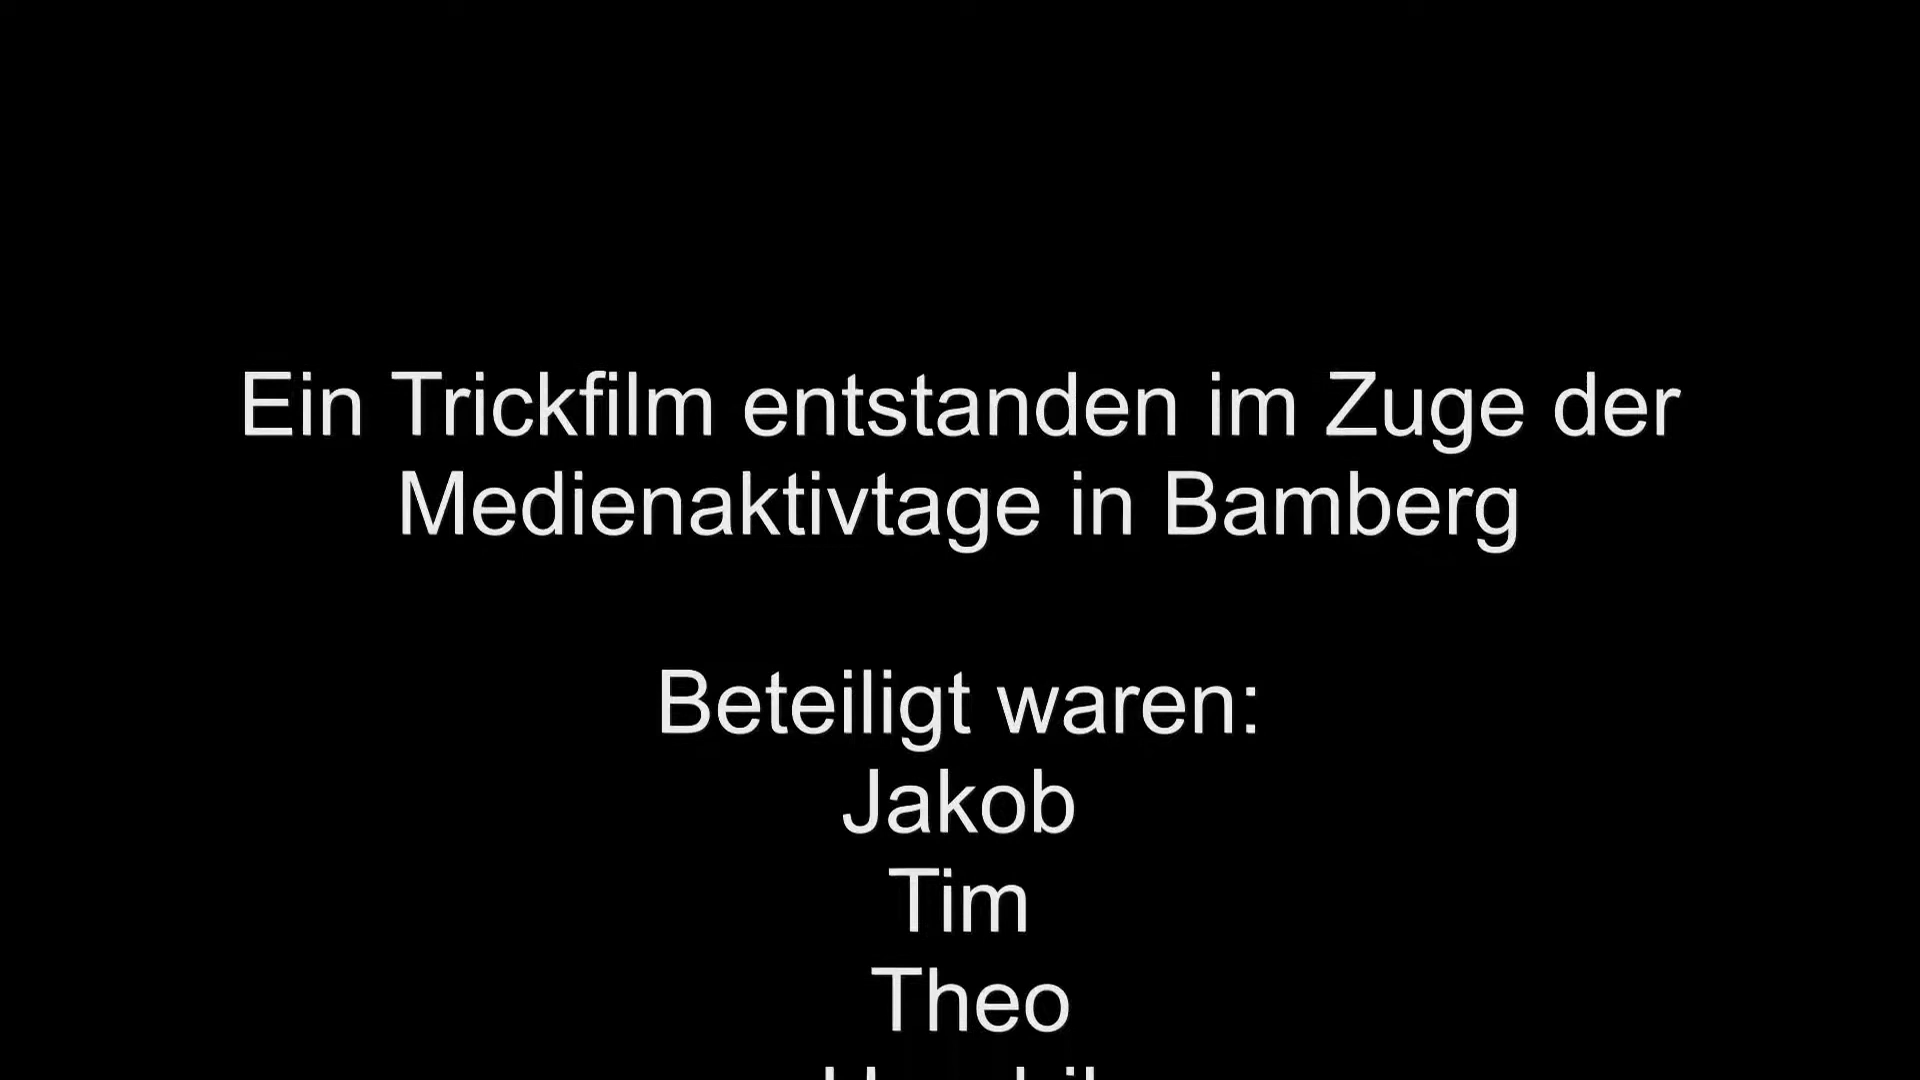 Ein Trickfilm entstanden im Zuge der
Medienaktivtage in Bamberg
Beteiligt waren:
Jakob
Tim
Theo